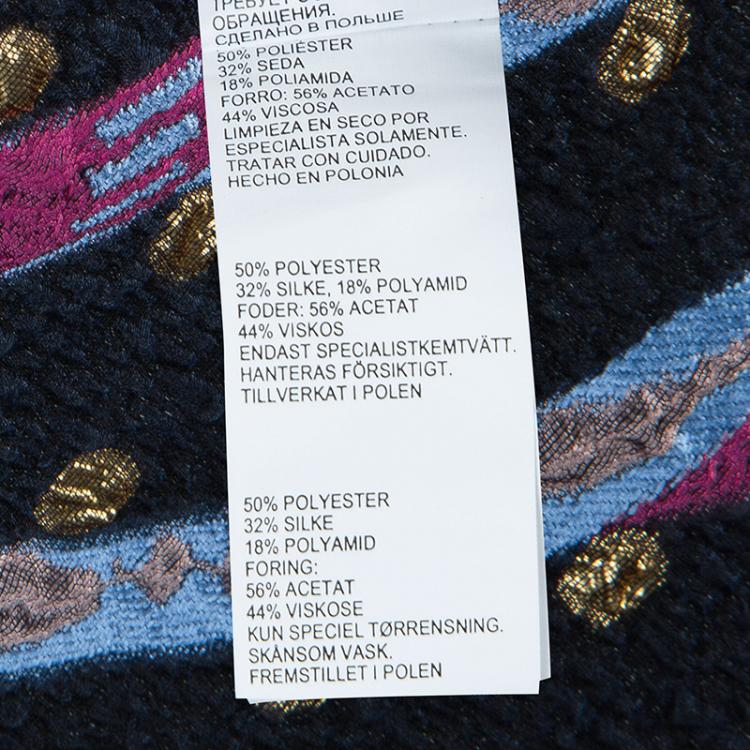 ТРЕБУЕТ
ОБРАЩЕНИЯ.
СДЕЛАНО В ПОЛЬШЕ
50% POLIÉSTER
32% SEDA
18% POLIAMIDA
FORRO: 56% ACETATO
44% VISCOSA
LIMPIEZA EN SECO POR
ESPECIALISTA SOLAMENTE.
TRATAR CON CUIDADO.
HECHO EN POLONIA
50% POLYESTER
32% SILKE, 18% POLYAMID
FODER: 56% ACETAT
44% VISKOS
ENDAST SPECIALISTKEMTVÄTT.
HANTERAS FÖRSIKTIGT.
TILLVERKAT I POLEN
50% POLYESTER
32% SILKE
18% POLYAMID
FORING:
56% ACETAT
44% VISKOSE
KUN SPECIEL TØRRENSNING.
SKÅNSOM VASK.
FREMSTILLET I POLEN